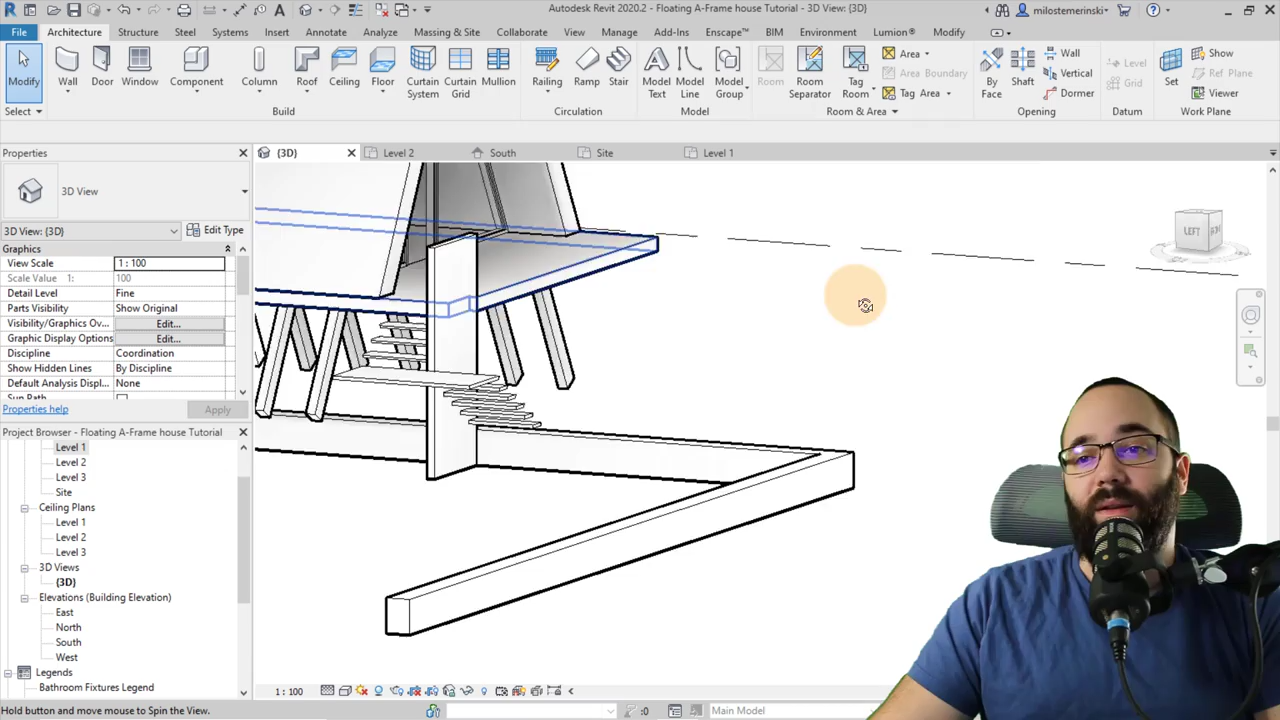 Autodesk Revit 2020.2 - Floating A-Frame house Tutorial - 3D View: {3D}
milostemerinski
File Architecture Structure Steel Systems Insert Annotate Analyze Massing & Site Collaborate View Manage Add-Ins Enscape™ BIM Environment Lumion® Modify
Modify Wall Door Window Component Column Roof Ceiling Floor Curtain System Curtain Grid Mullion Railing Ramp Stair Model Text Model Line Model Group Room Room Separator Tag Room Area Area Boundary Tag Area By Face Shaft Wall Vertical Dormer Level Grid Set Show Ref Plane Viewer
Select Build Circulation Model Room & Area Opening Datum Work Plane
Properties
{3D} Level 2 South Site Level 1
3D View
3D View: {3D} Edit Type
Graphics
View Scale 1 : 100
Scale Value 1: 100
Detail Level Fine
Parts Visibility Show Original
Visibility/Graphics Ov... Edit...
Graphic Display Options Edit...
Discipline Coordination
Show Hidden Lines By Discipline
Default Analysis Displ... None
Properties help Apply
Project Browser - Floating A-Frame house Tutorial
Level 1
Level 2
Level 3
Site
Ceiling Plans
Level 1
Level 2
Level 3
3D Views
{3D}
Elevations (Building Elevation)
East
North
South
West
Legends
Bathroom Fixtures Legend
LEFT
1 : 100
Hold button and move mouse to Spin the View.
:0
Main Model